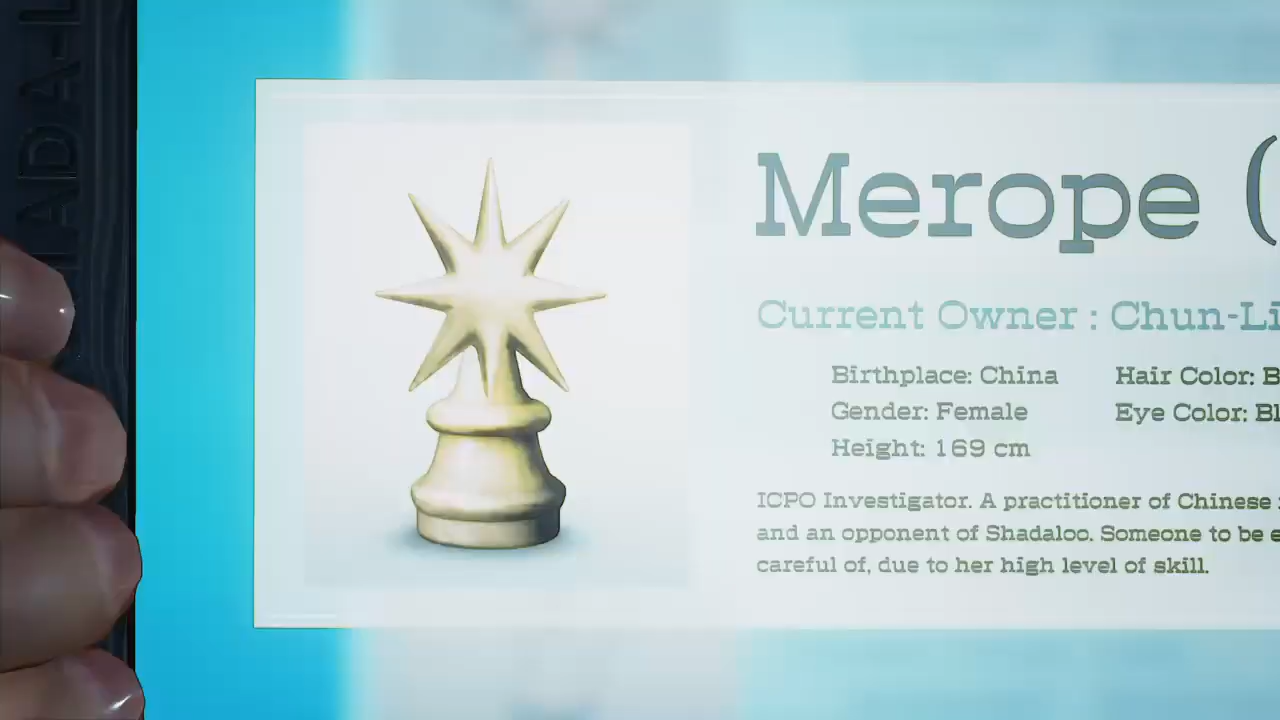 Merope (
Current Owner : Chun-Li
Birthplace: China
Hair Color: B
Gender: Female
Eye Color: Bl
Height: 169 cm
ICPO Investigator. A practitioner of Chinese
and an opponent of Shadaloo. Someone to be e
careful of, due to her high level of skill.